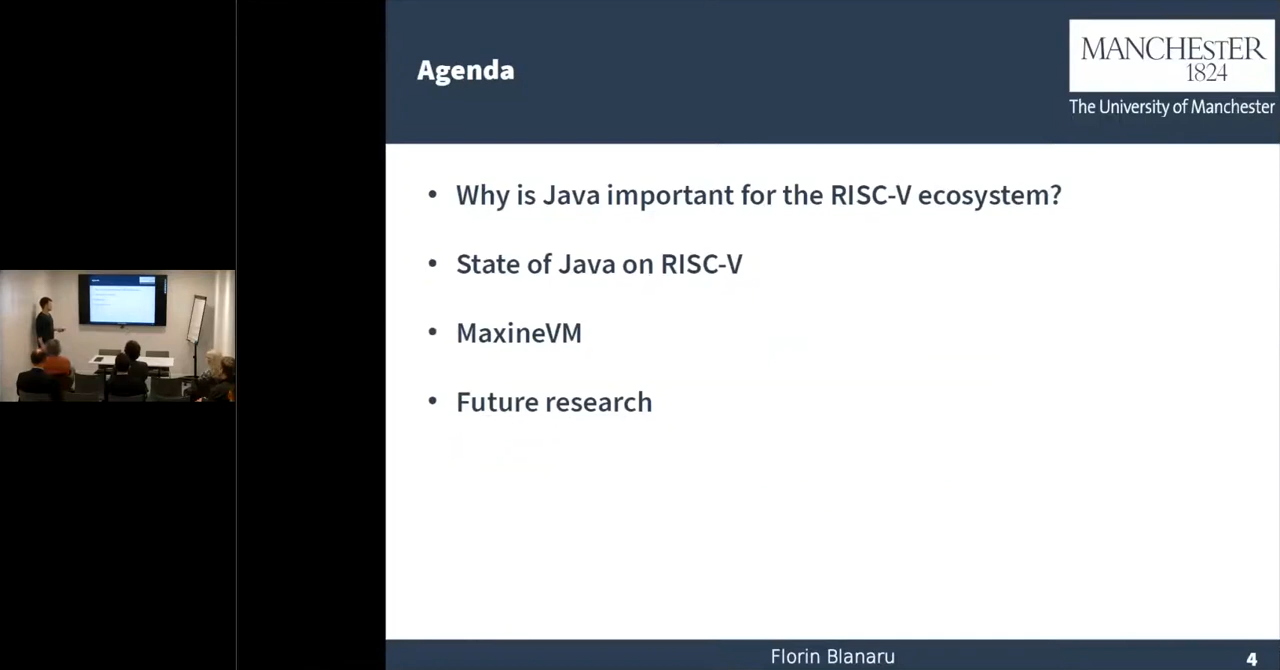 Agenda
MANCHESTER
1824
The University of Manchester
• Why is Java important for the RISC-V ecosystem?
• State of Java on RISC-V
• MaxineVM
• Future research
Florin Blanaru
4